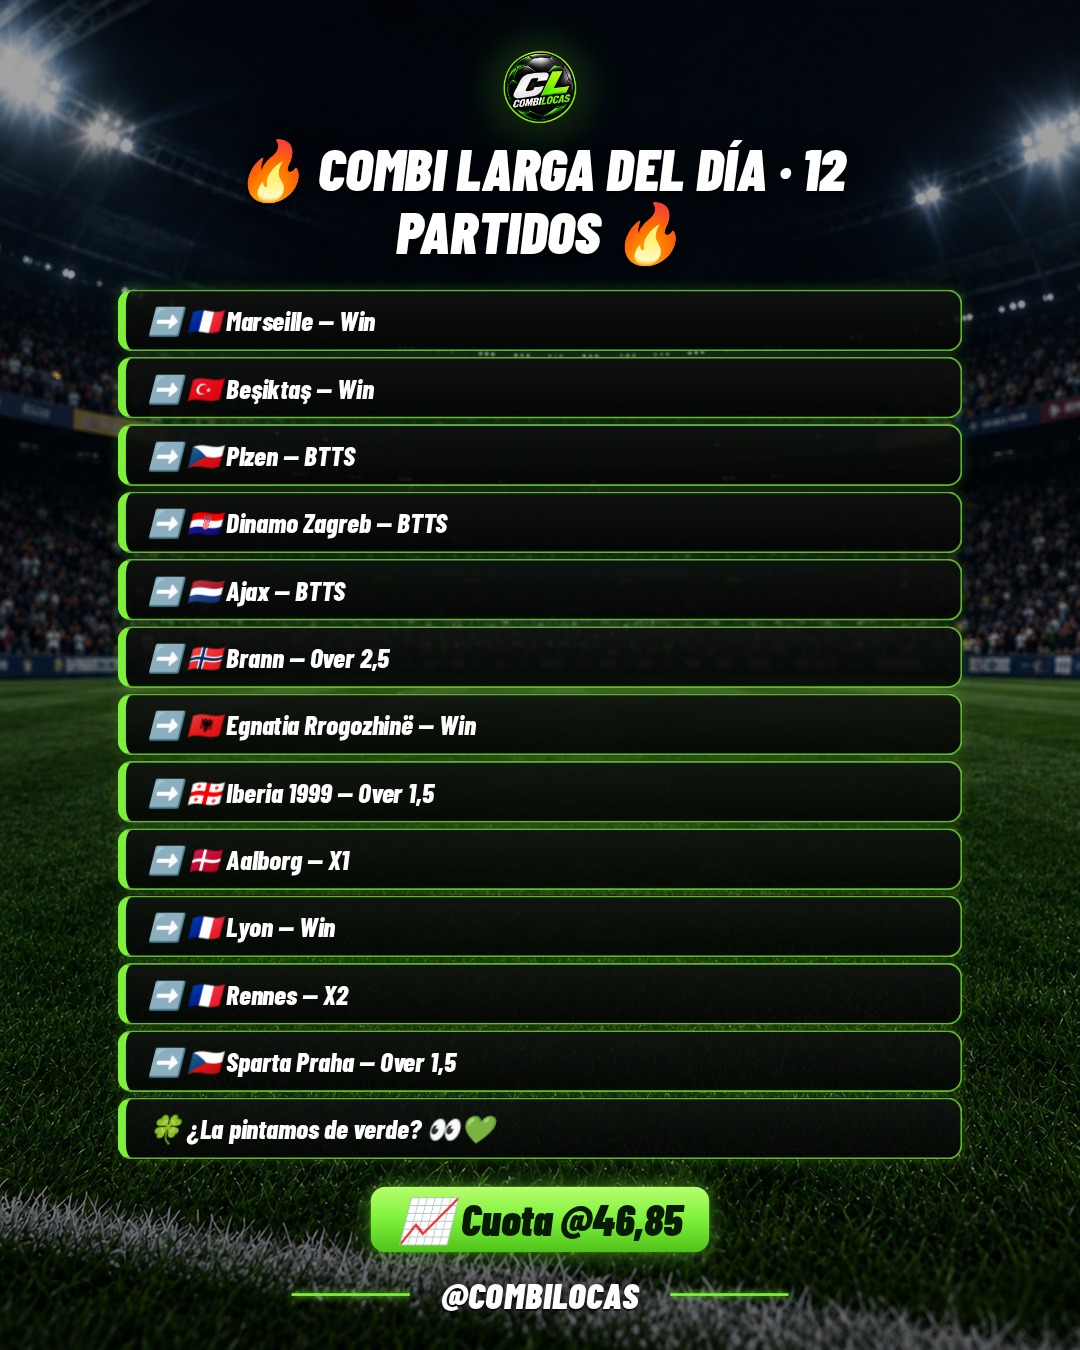 CL
COMBILOCAS
🔥 COMBI LARGA DEL DÍA · 12
PARTIDOS 🔥
➡️ 🇫🇷 Marseille – Win
➡️ 🇹🇷 Beşiktaş – Win
➡️ 🇨🇿 Plzen – BTTS
➡️ 🇭🇷 Dinamo Zagreb – BTTS
➡️ 🇳🇱 Ajax – BTTS
➡️ 🇳🇴 Brann – Over 2,5
➡️ 🇦🇱 Egnatia Rrogozhinë – Win
➡️ 🇬🇪 Iberia 1999 – Over 1,5
➡️ 🇩🇰 Aalborg – X1
➡️ 🇫🇷 Lyon – Win
➡️ 🇫🇷 Rennes – X2
➡️ 🇨🇿 Sparta Praha – Over 1,5
🍀 ¿La pintamos de verde? 👀💚
📈 Cuota @46,85
@COMBILOCAS